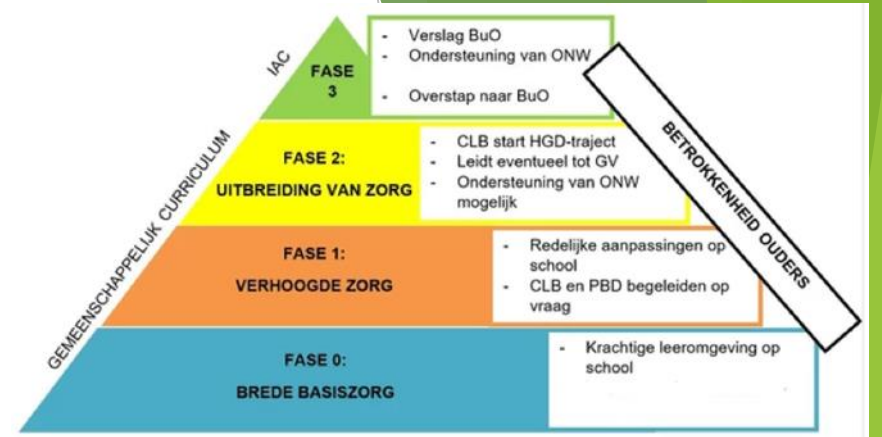 IAC
FASE
3
- Verslag BuO
- Ondersteuning van ONW
- Overstap naar BuO
BETROKKENHEID OUDERS
GEMEENSCHAPPELIJK CURRICULUM
FASE 2:
UITBREIDING VAN ZORG
- CLB start HGD-traject
- Leidt eventueel tot GV
- Ondersteuning van ONW
mogelijk
FASE 1:
VERHOOGDE ZORG
- Redelijke aanpassingen op
school
- CLB en PBD begeleiden op
vraag
FASE 0:
BREDE BASISZORG
- Krachtige leeromgeving op
school